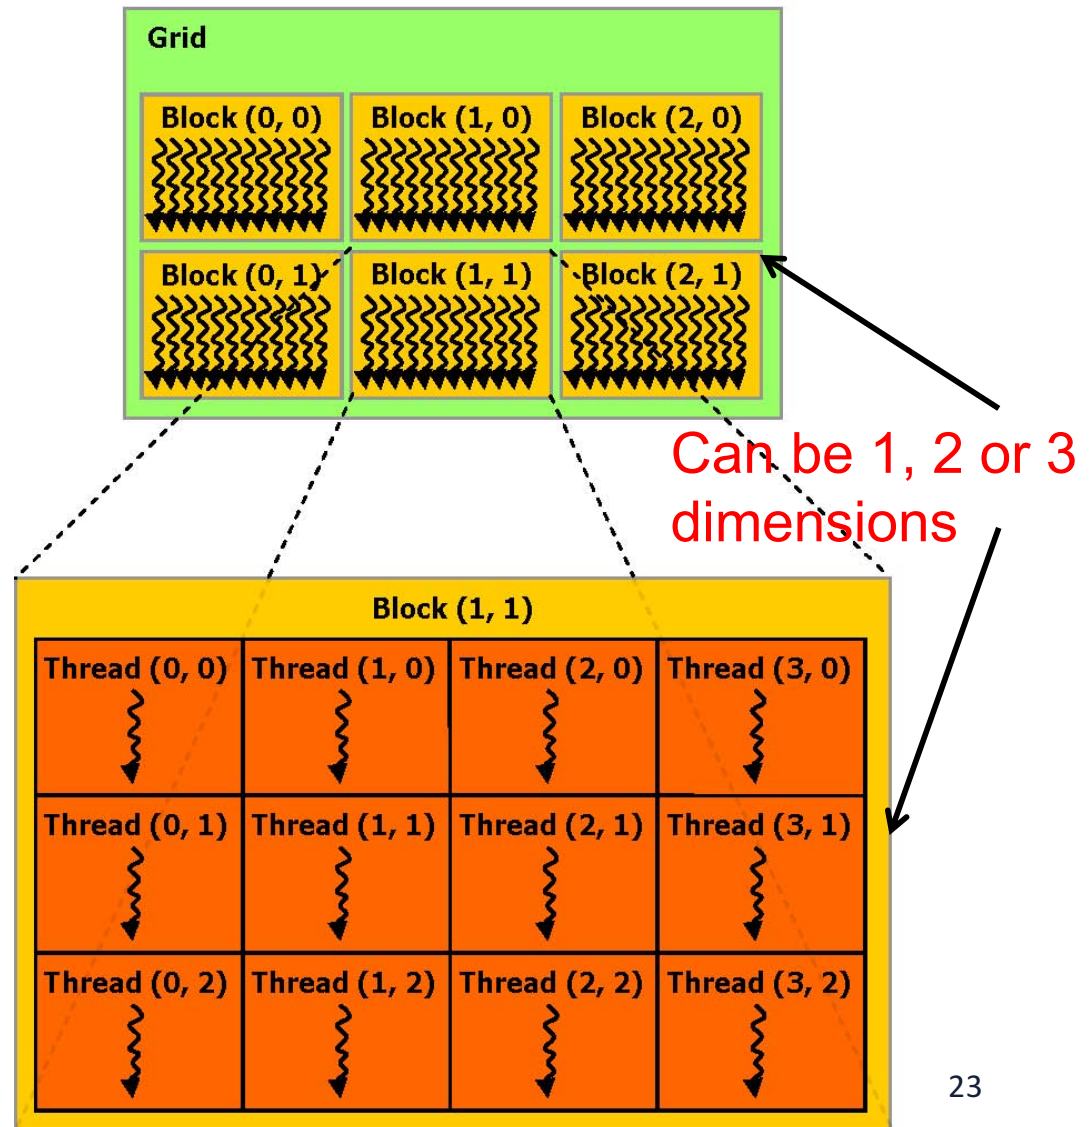 Grid
Block (0, 0) Block (1, 0) Block (2, 0)
Block (0, 1) Block (1, 1) Block (2, 1)
Can be 1, 2 or 3
dimensions
Block (1, 1)
Thread (0, 0) Thread (1, 0) Thread (2, 0) Thread (3, 0)
Thread (0, 1) Thread (1, 1) Thread (2, 1) Thread (3, 1)
Thread (0, 2) Thread (1, 2) Thread (2, 2) Thread (3, 2)
23